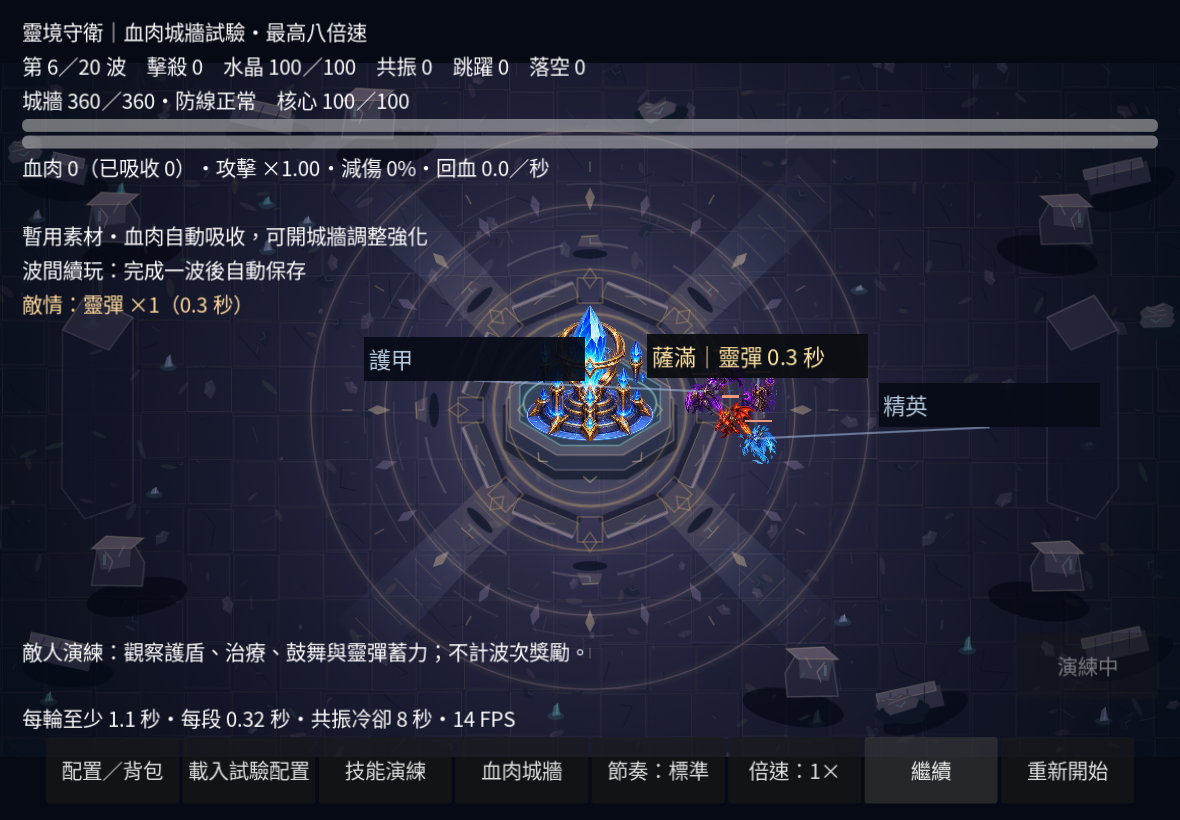 靈境守衛｜血肉城牆試驗・最高八倍速
第 6／20 波　擊殺 0　水晶 100／100　共振 0　跳躍 0　落空 0
城牆 360／360・防線正常　核心 100／100
血肉 0（已吸收 0）・攻擊 ×1.00・減傷 0%・回血 0.0／秒
暫用素材・血肉自動吸收，可開城牆調整強化
波間續玩：完成一波後自動保存
敵情：靈彈 ×1（0.3 秒）
護甲
薩滿｜靈彈 0.3 秒
精英
敵人演練：觀察護盾、治療、鼓舞與靈彈蓄力；不計波次獎勵。
演練中
每輪至少 1.1 秒・每段 0.32 秒・共振冷卻 8 秒・14 FPS
配置／背包
載入試驗配置
技能演練
血肉城牆
節奏：標準
倍速：1×
繼續
重新開始